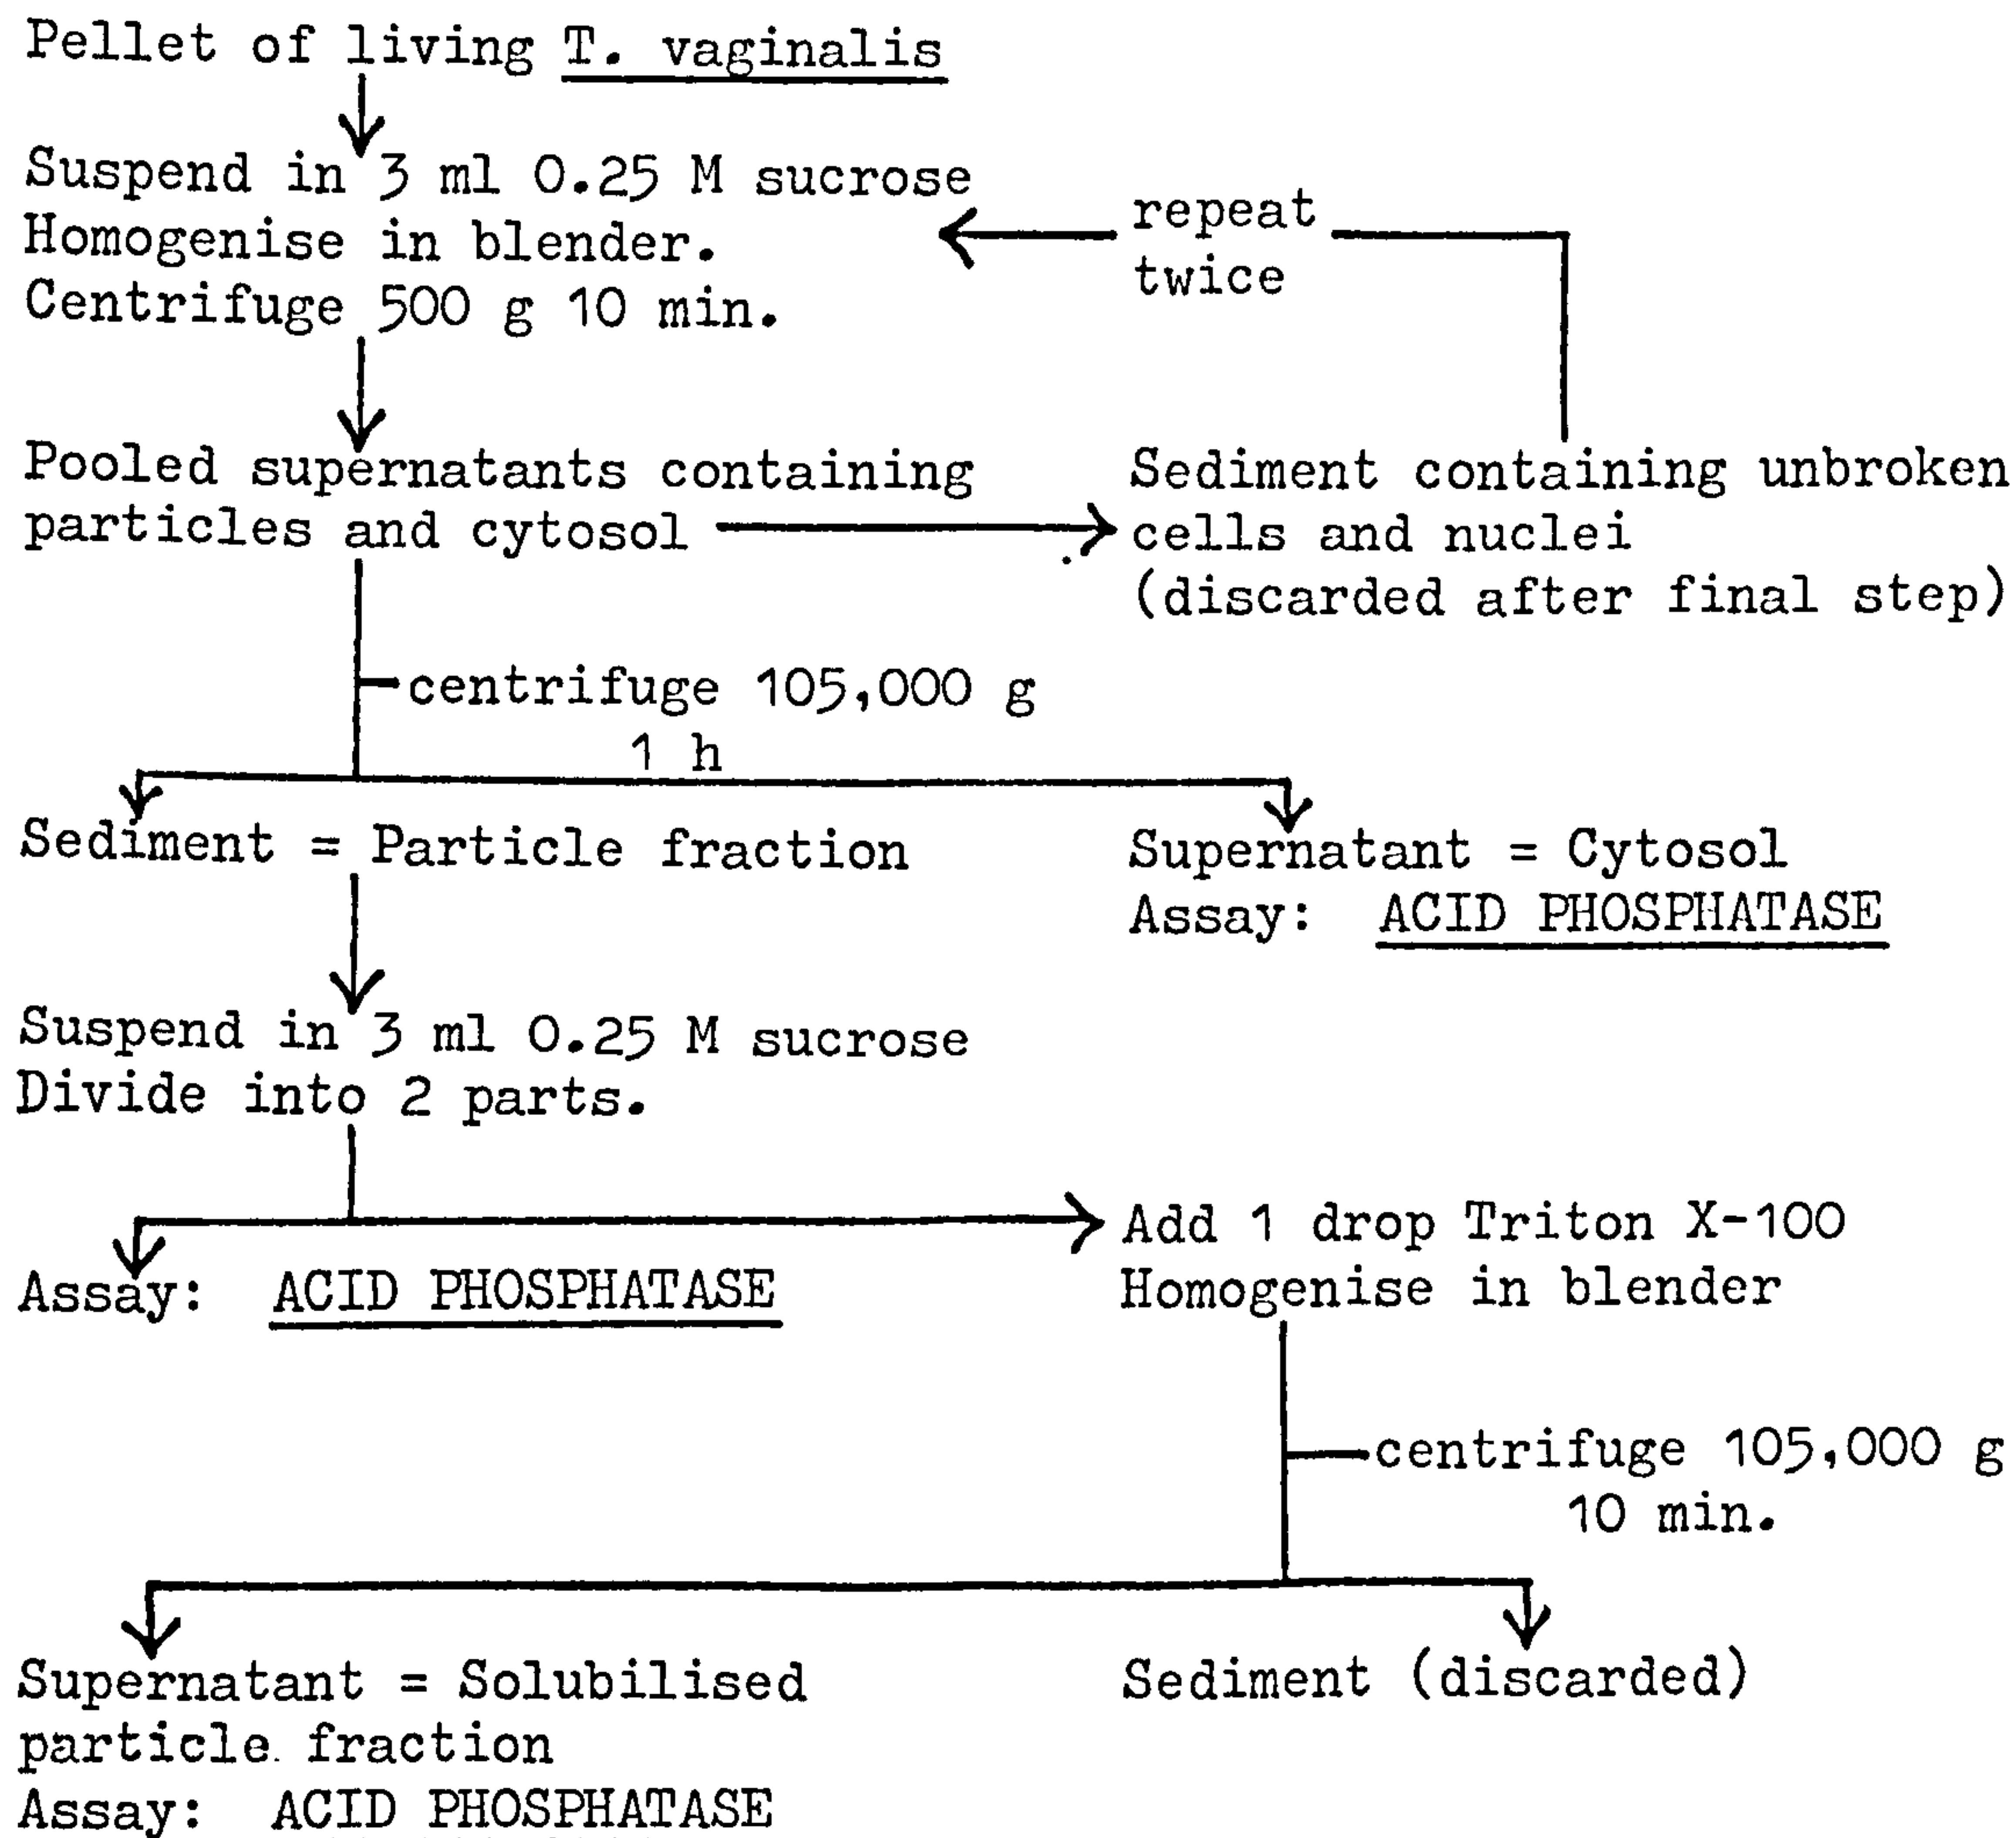 Pellet of living T. vaginalis
Suspend in 3 ml 0.25 M sucrose
Homogenise in blender.
Centrifuge 500 g 10 min.
repeat
twice
Pooled supernatants containing
particles and cytosol
Sediment containing unbroken
cells and nuclei
(discarded after final step)
centrifuge 105,000 g
1 h
Sediment = Particle fraction
Supernatant = Cytosol
Assay: ACID PHOSPHATASE
Suspend in 3 ml 0.25 M sucrose
Divide into 2 parts.
Assay: ACID PHOSPHATASE
Add 1 drop Triton X-100
Homogenise in blender
centrifuge 105,000 g
10 min.
Supernatant = Solubilised
particle fraction
Assay: ACID PHOSPHATASE
Sediment (discarded)